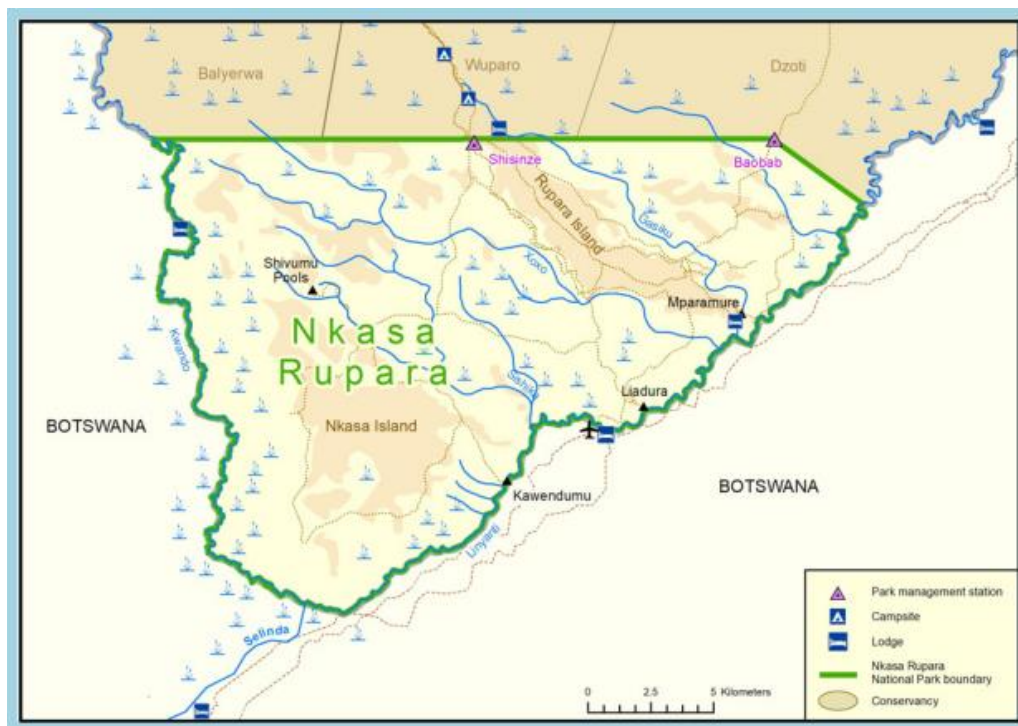 Balyerwa
Wuparo
Dzoti
Shisinze
Baobab
Rupara Island
Gasiku
Xoxo
Shivumu
Pools
Mparamure
Nkasa
Rupara
Kwando
Sishika
Liadura
BOTSWANA
Nkasa Island
Kawendumu
BOTSWANA
Linyanti
Selinda
Park management station
Campsite
Lodge
Nkasa Rupara
National Park boundary
Conservancy
0 2.5 5 Kilometers